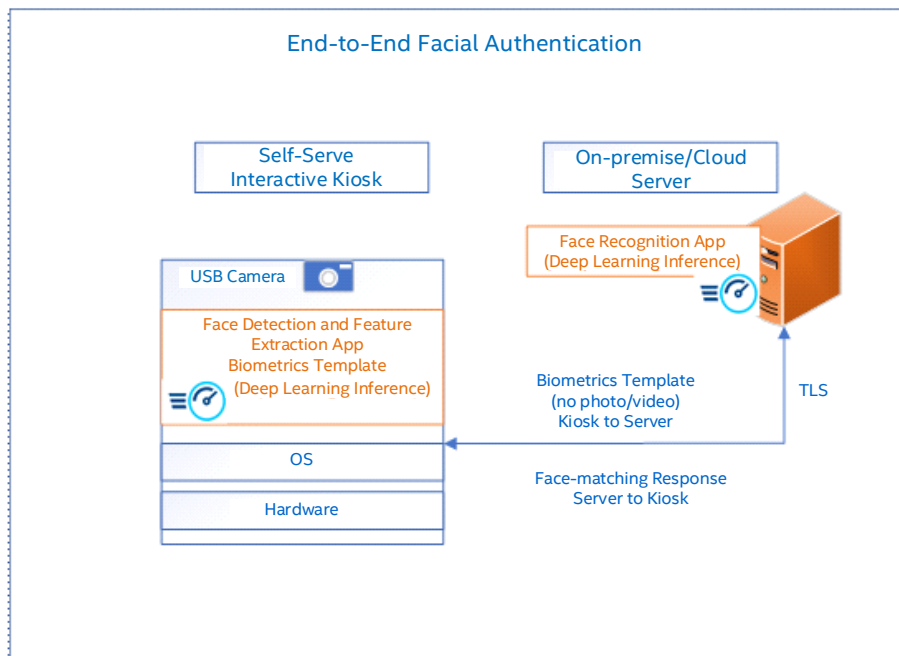 End-to-End Facial Authentication
Self-Serve
Interactive Kiosk
On-premise/Cloud
Server
Face Recognition App
(Deep Learning Inference)
USB Camera
Face Detection and Feature
Extraction App
Biometrics Template
(Deep Learning Inference)
Biometrics Template
(no photo/video)
Kiosk to Server
TLS
OS
Face-matching Response
Server to Kiosk
Hardware